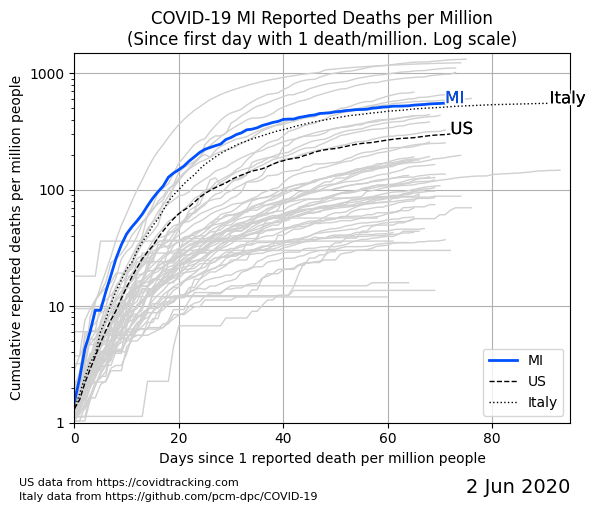 COVID-19 MI Reported Deaths per Million
(Since first day with 1 death/million. Log scale)
Cumulative reported deaths per million people
1000
100
10
1
MI
Italy
US
MI
US
Italy
0
20
40
60
80
Days since 1 reported death per million people
US data from https://covidtracking.com
Italy data from https://github.com/pcm-dpc/COVID-19
2 Jun 2020